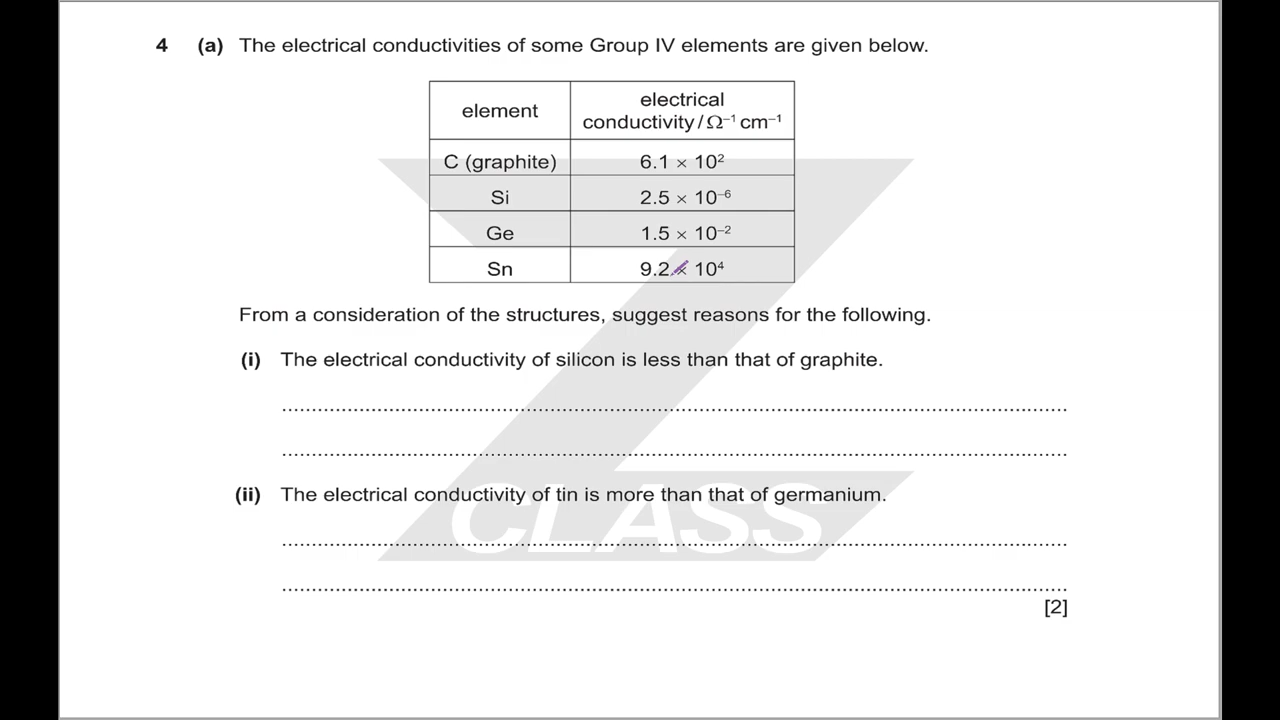 4 (a) The electrical conductivities of some Group IV elements are given below.
element
electrical
conductivity / Ω⁻¹ cm⁻¹
C (graphite) 6.1 × 10²
Si 2.5 × 10⁻⁶
Ge 1.5 × 10⁻²
Sn 9.2 × 10⁴
From a consideration of the structures, suggest reasons for the following.
(i) The electrical conductivity of silicon is less than that of graphite.
(ii) The electrical conductivity of tin is more than that of germanium.
CLASS
[2]